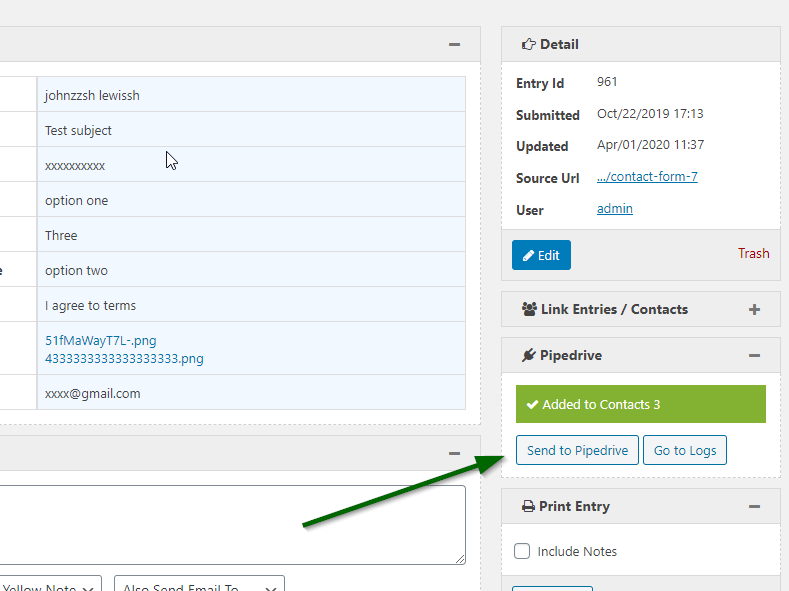 johnzzsh lewissh
Test subject
xxxxxxxxxx
option one
Three
e option two
I agree to terms
51fMaWayT7L-.png
4333333333333333333.png
xxxx@gmail.com
Yellow Note
Also Send Email To
Detail
Entry Id 961
Submitted Oct/22/2019 17:13
Updated Apr/01/2020 11:37
Source Url .../contact-form-7
User admin
Edit Trash
Link Entries / Contacts
Pipedrive
Added to Contacts 3
Send to Pipedrive Go to Logs
Print Entry
Include Notes